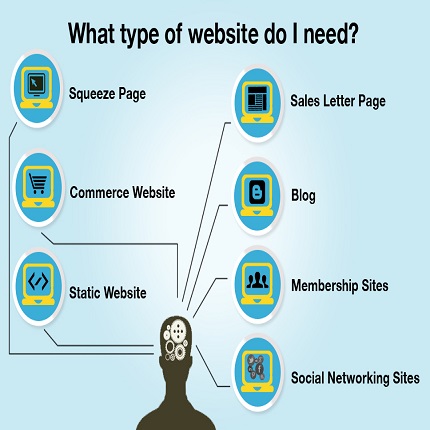 What type of website do I need?
Squeeze Page
Commerce Website
Static Website
Sales Letter Page
Blog
Membership Sites
Social Networking Sites